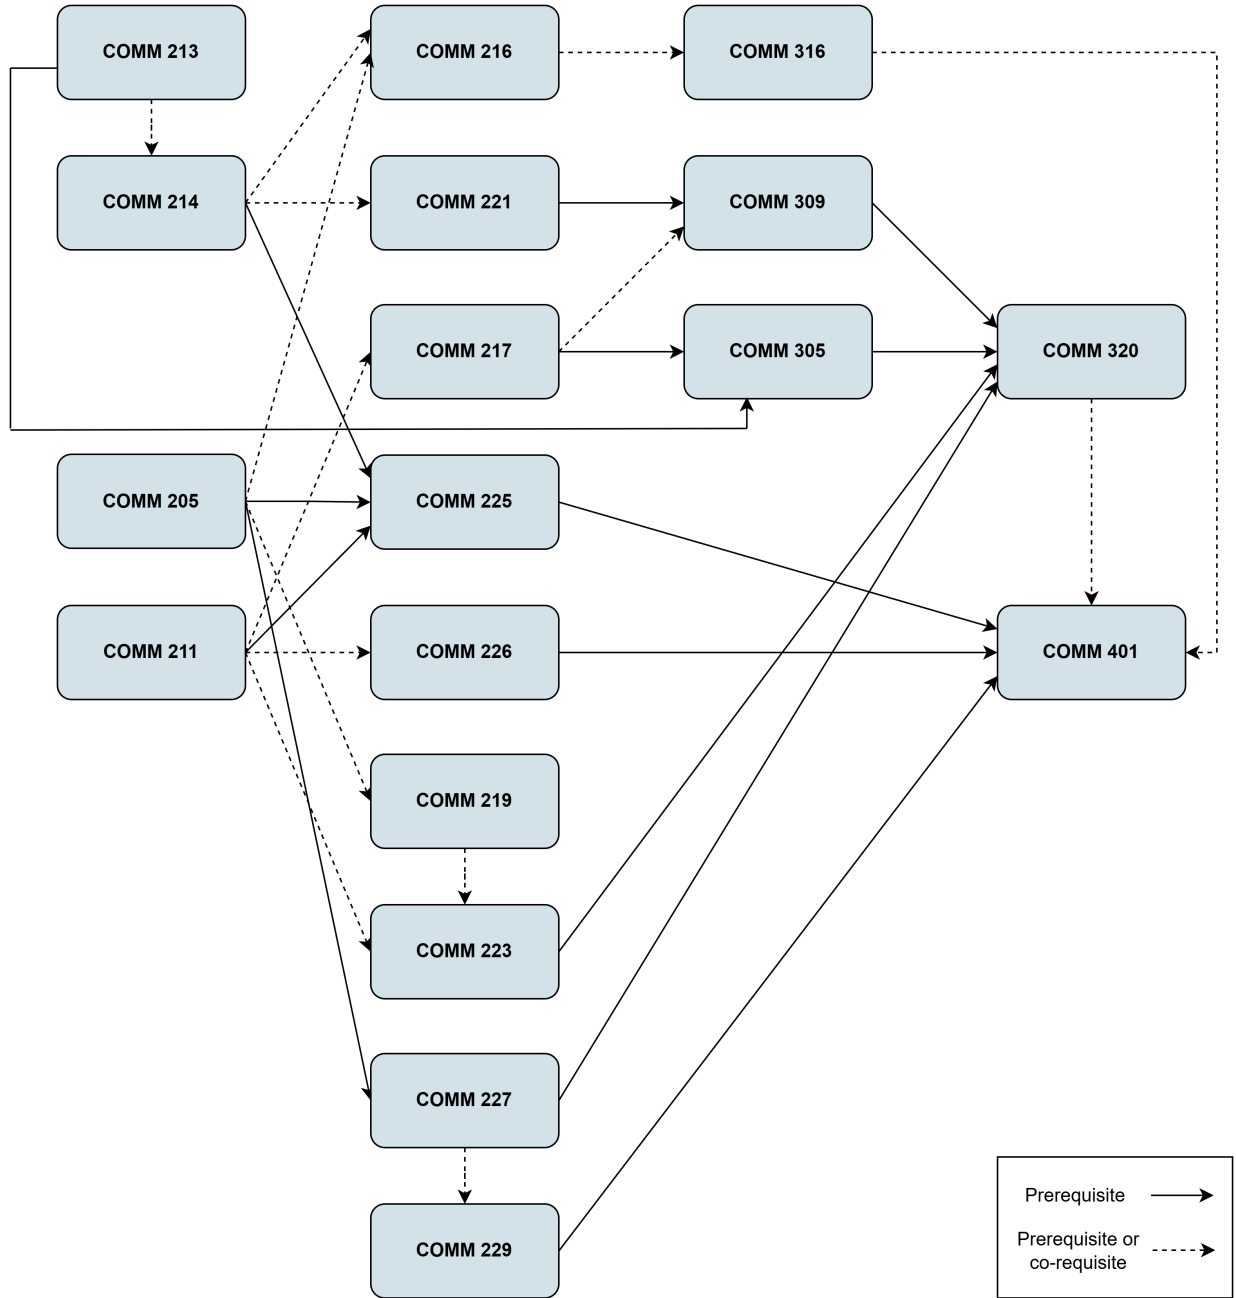 COMM 213
COMM 216
COMM 316
COMM 214
COMM 221
COMM 309
COMM 217
COMM 305
COMM 320
COMM 205
COMM 225
COMM 211
COMM 226
COMM 401
COMM 219
COMM 223
COMM 227
COMM 229
Prerequisite
Prerequisite or
co-requisite